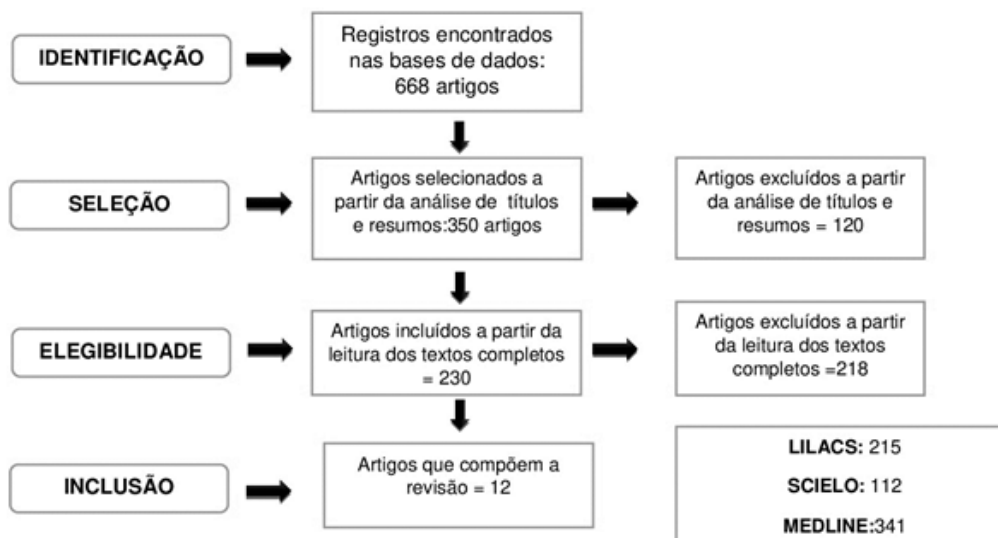 IDENTIFICAÇÃO
Registros encontrados
nas bases de dados:
668 artigos
SELEÇÃO
Artigos selecionados a
partir da análise de títulos
e resumos:350 artigos
Artigos excluídos a partir
da análise de títulos e
resumos = 120
ELEGIBILIDADE
Artigos incluídos a partir da
leitura dos textos completos
= 230
Artigos excluídos a partir
da leitura dos textos
completos =218
INCLUSÃO
Artigos que compõem a
revisão = 12
LILACS: 215
SCIELO: 112
MEDLINE:341